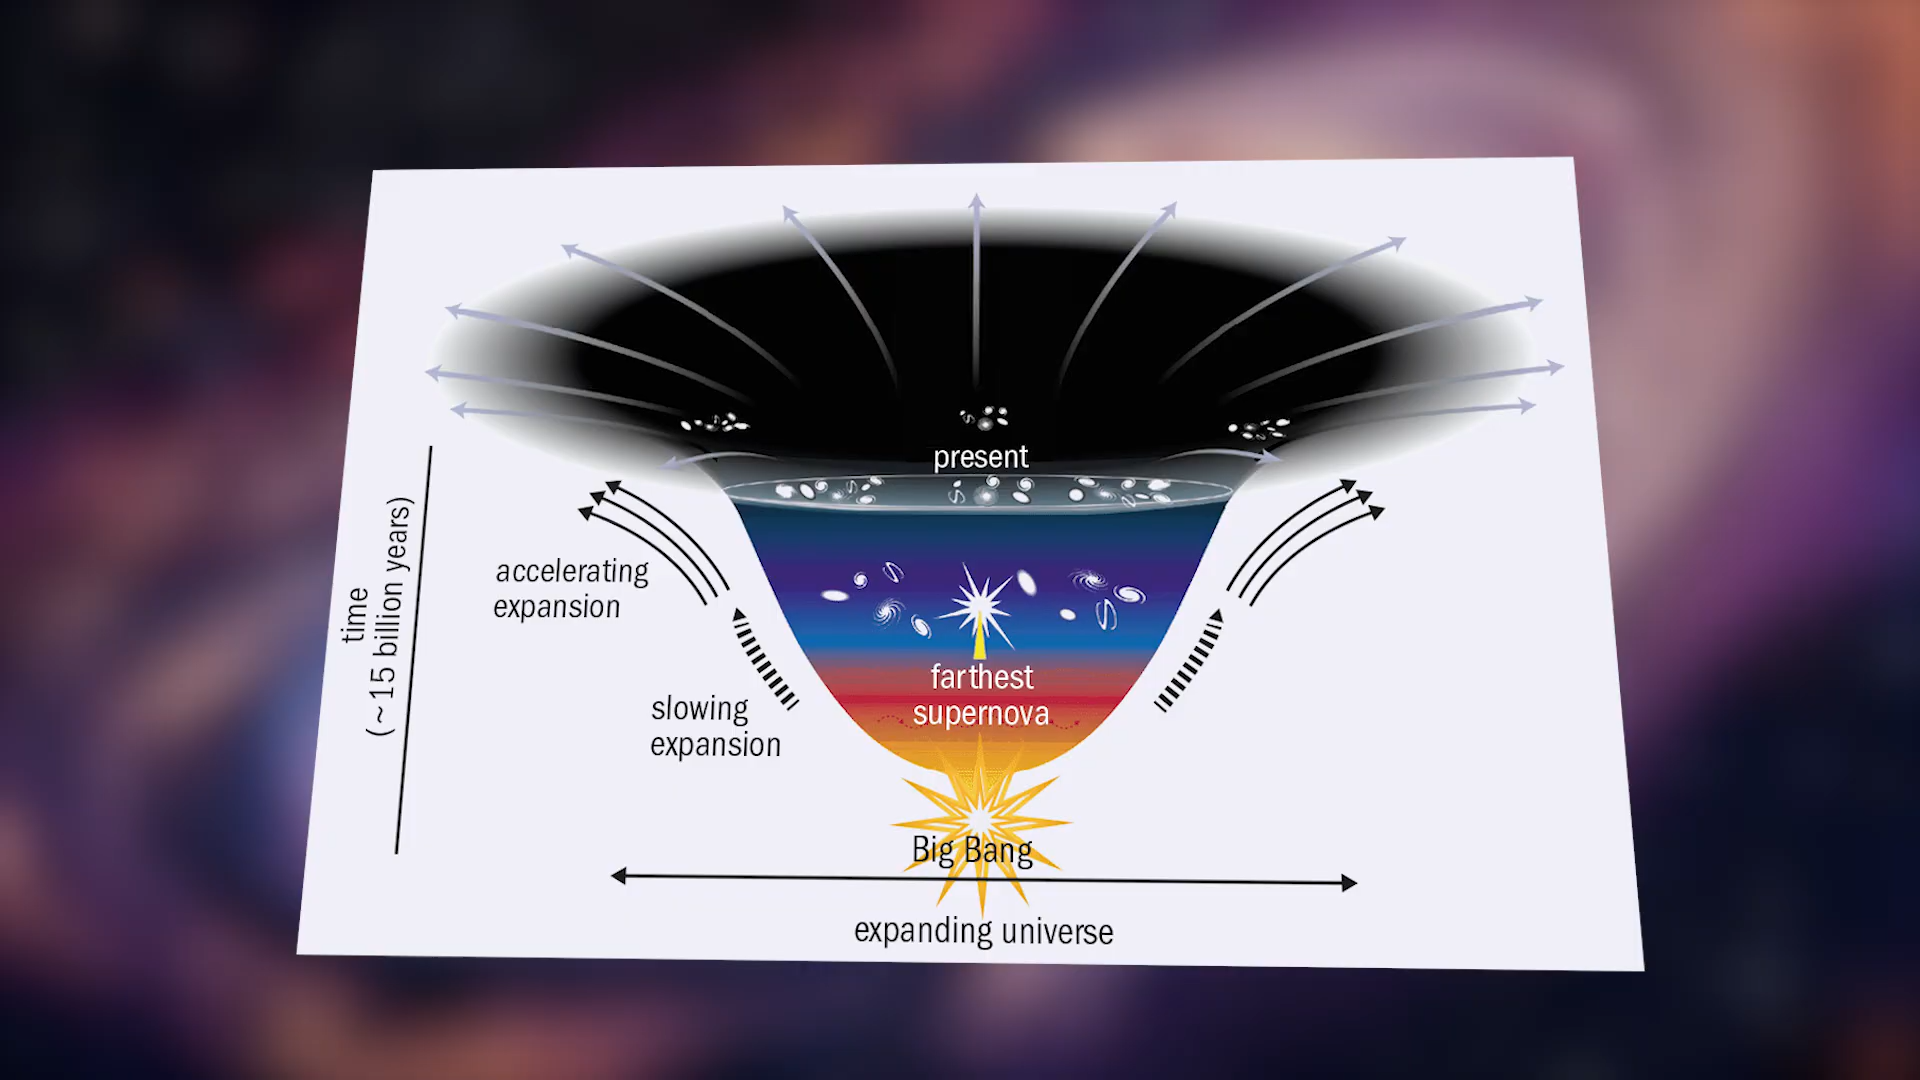 present
accelerating
expansion
time
(~ 15 billion years)
farthest
supernova
slowing
expansion
Big Bang
expanding universe